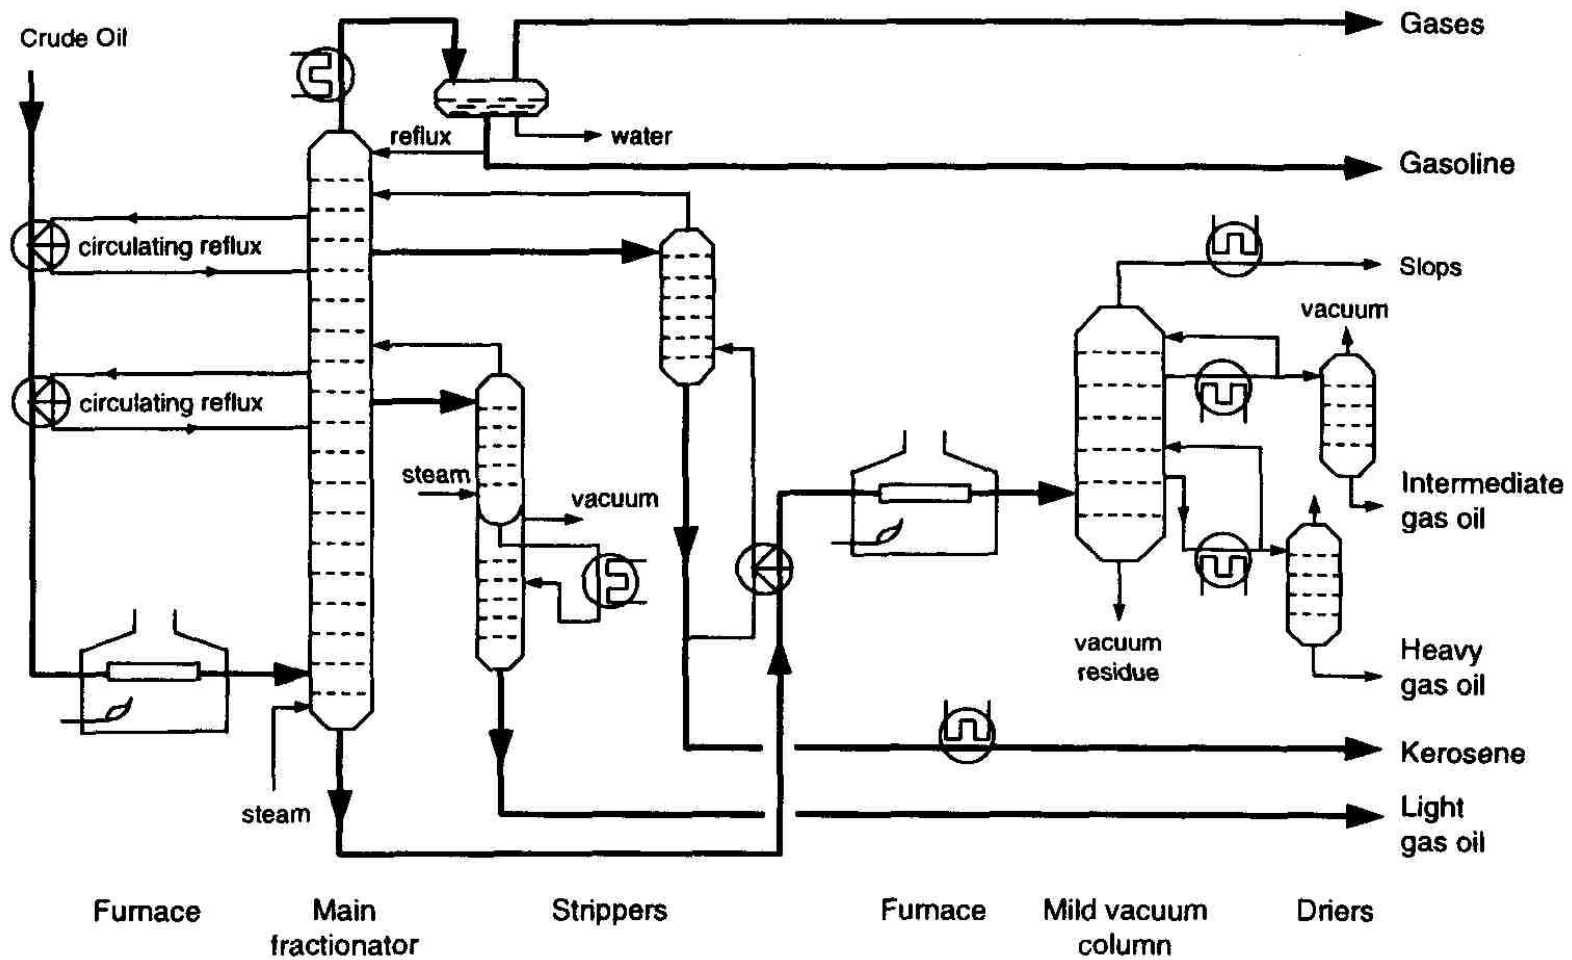 Crude Oil
Gases
reflux
water
Gasoline
circulating reflux
Slops
vacuum
circulating reflux
steam
vacuum
Intermediate
gas oil
vacuum
residue
Heavy
gas oil
Kerosene
steam
Light
gas oil
Furnace
Main
fractionator
Strippers
Furnace
Mild vacuum
column
Driers